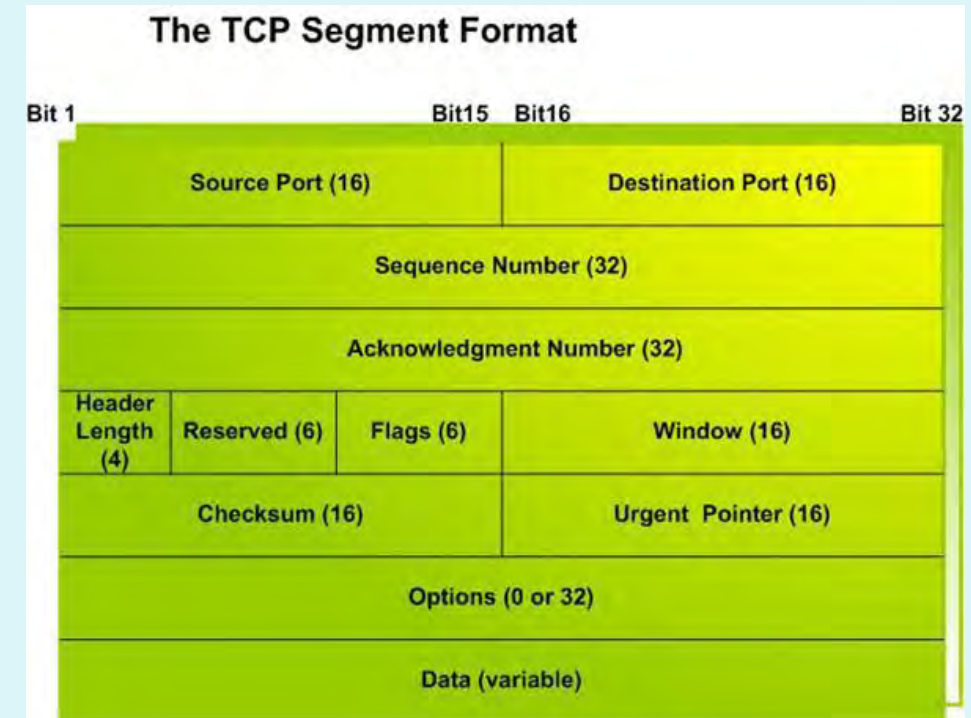 The TCP Segment Format
Bit 1 Bit15 Bit16 Bit 32
Source Port (16) Destination Port (16)
Sequence Number (32)
Acknowledgment Number (32)
Header
Length
(4)
Reserved (6) Flags (6) Window (16)
Checksum (16) Urgent Pointer (16)
Options (0 or 32)
Data (variable)